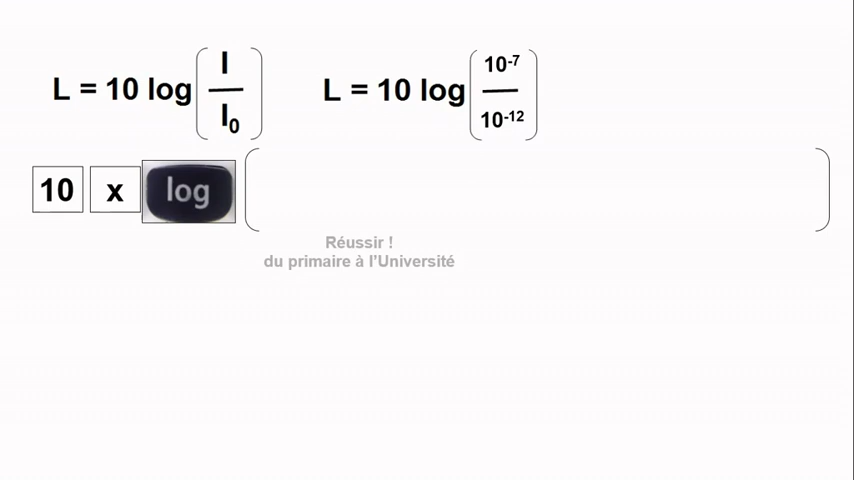 L = 10 log ( I / I₀ )
L = 10 log ( 10⁻⁷ / 10⁻¹² )
10 x log ( )
Réussir !
du primaire à l'Université